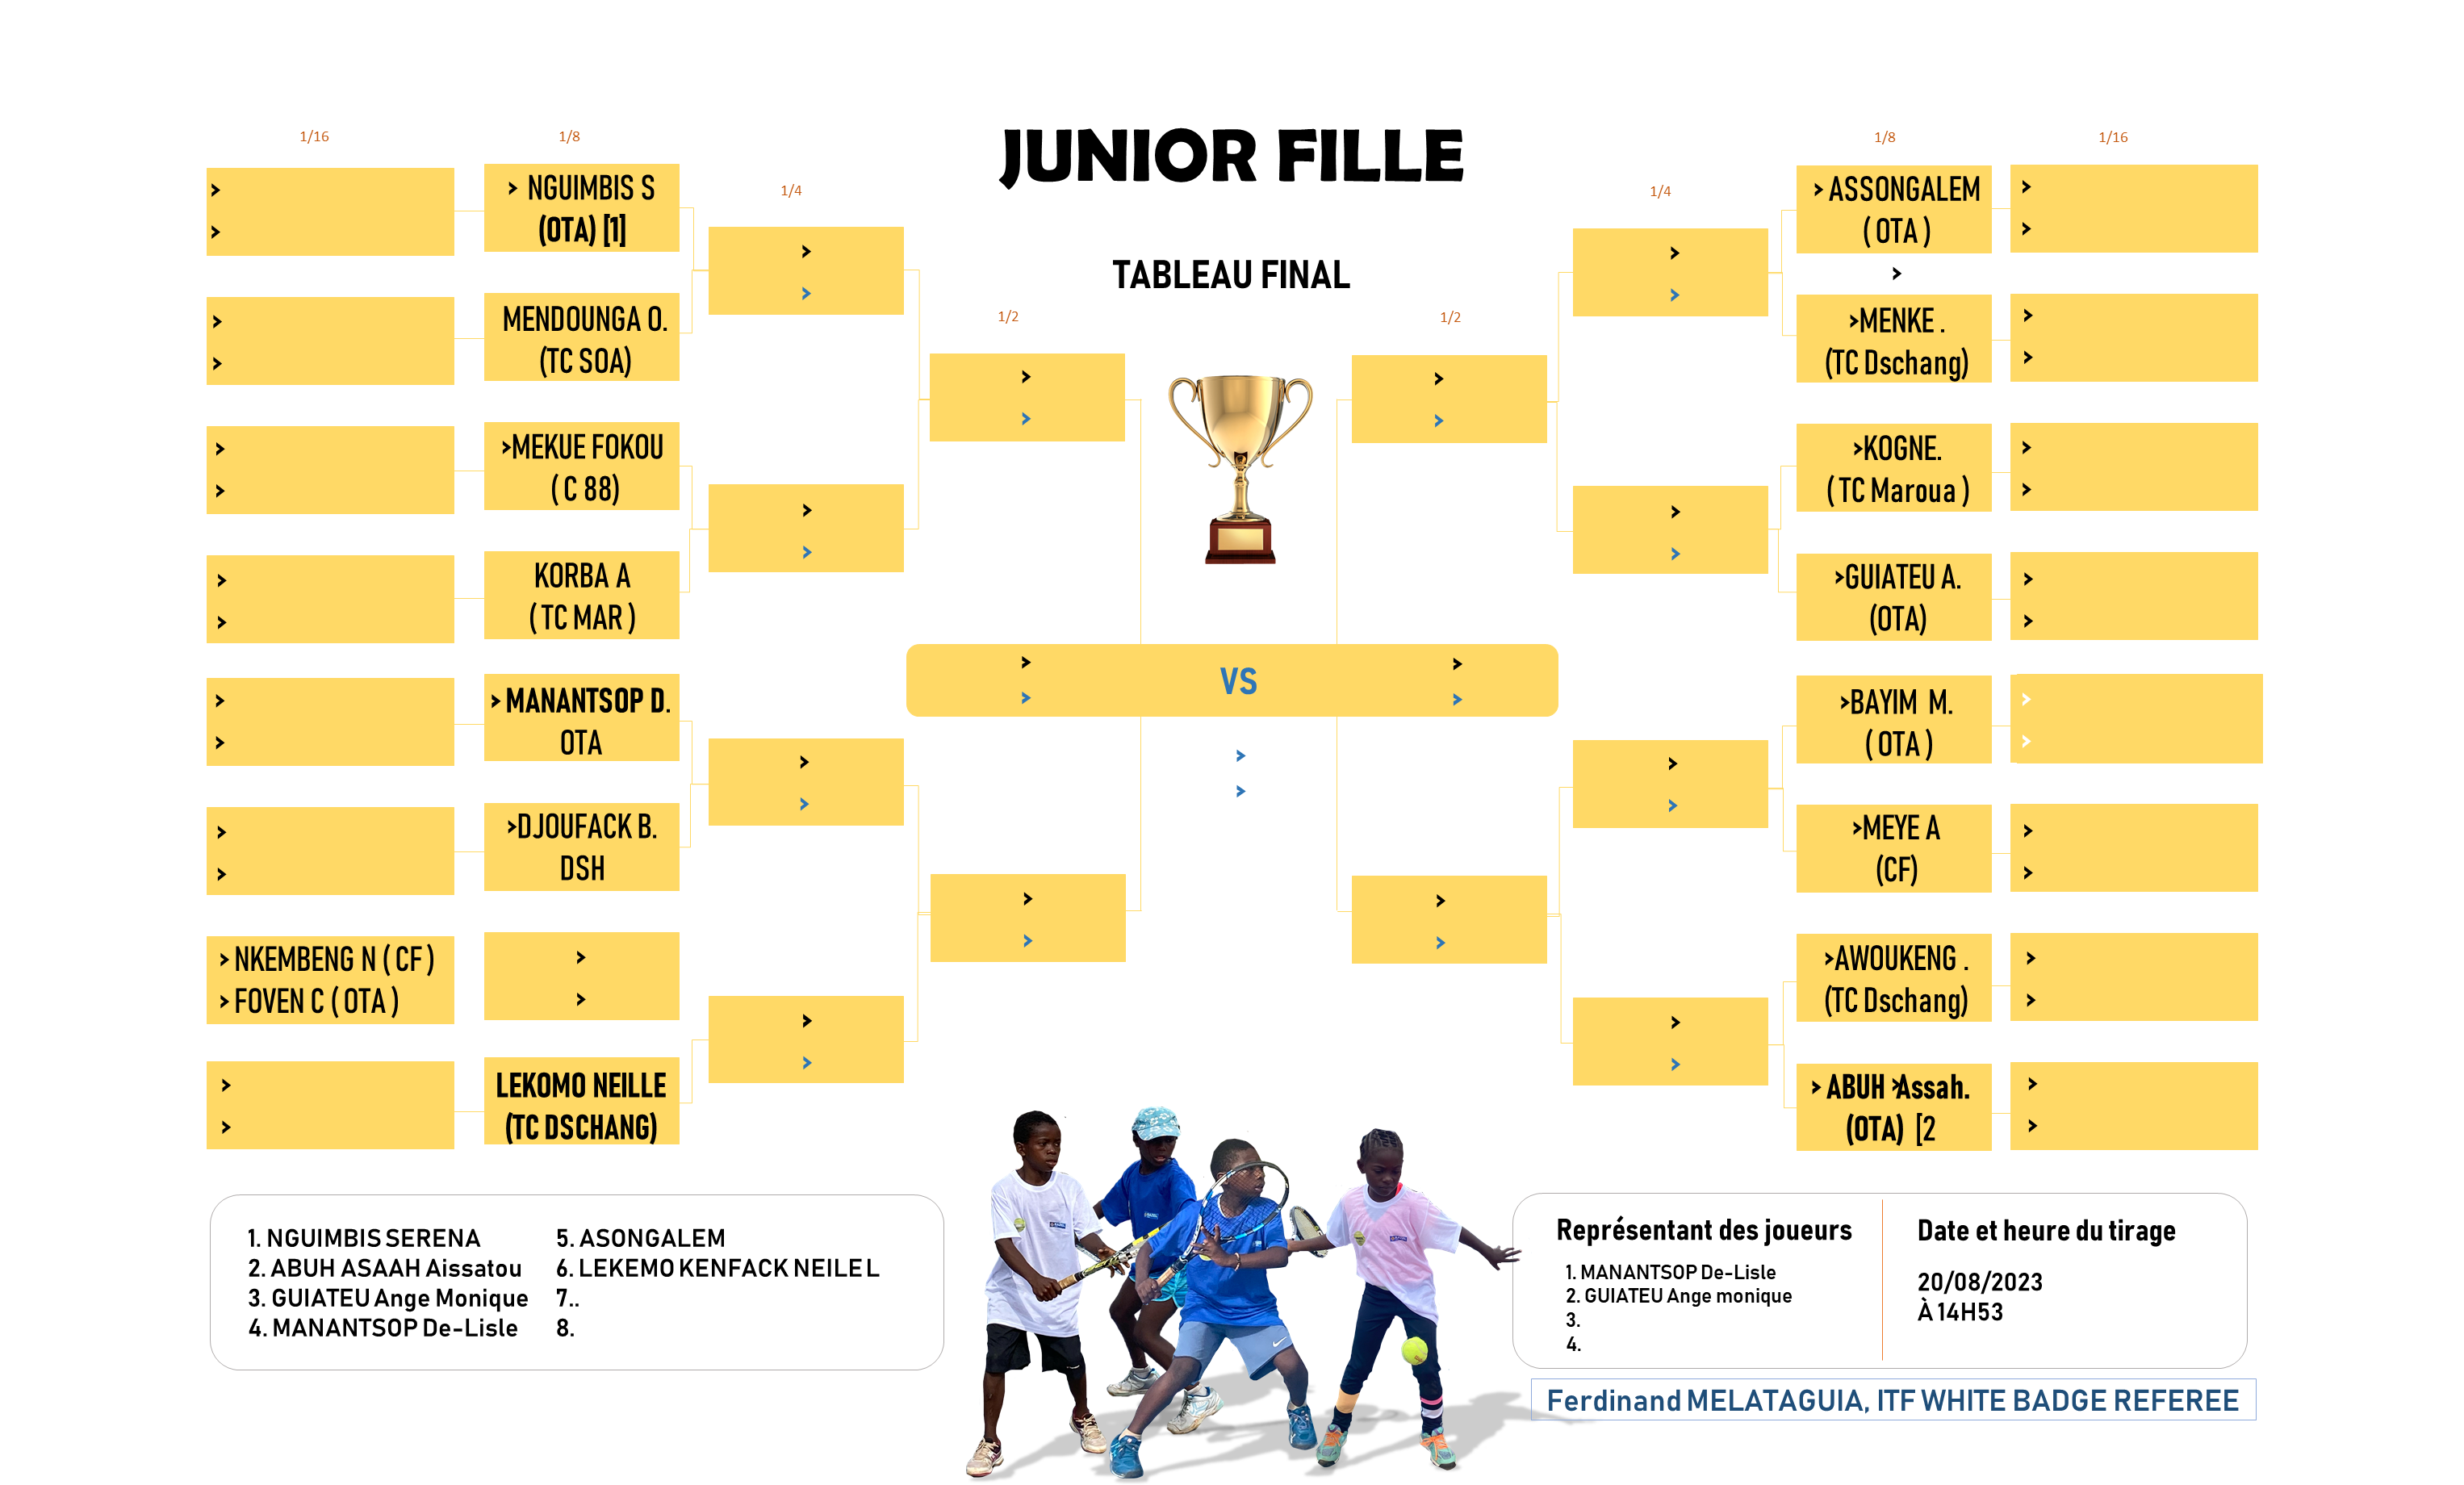 JUNIOR FILLE
TABLEAU FINAL
1/16
1/8
1/4
1/2
1/2
1/4
1/8
1/16
> NGUIMBIS S
(OTA) [1]
MENDOUNGA O.
(TC SOA)
>MEKUE FOKOU
( C 88)
KORBA A
( TC MAR )
> MANANTSOP D.
OTA
>DJOUFACK B.
DSH
> NKEMBENG N ( CF )
> FOVEN C ( OTA )
LEKOMO NEILLE
(TC DSCHANG)
VS
> ASSONGALEM
( OTA )
>MENKE .
(TC Dschang)
>KOGNE.
( TC Maroua )
>GUIATEU A.
(OTA)
>BAYIM M.
( OTA )
>MEYE A
(CF)
>AWOUKENG .
(TC Dschang)
> ABUH >Assah.
(OTA) [2
1. NGUIMBIS SERENA
2. ABUH ASAAH Aissatou
3. GUIATEU Ange Monique
4. MANANTSOP De-Lisle
5. ASONGALEM
6. LEKEMO KENFACK NEILE L
7..
8.
Représentant des joueurs
1. MANANTSOP De-Lisle
2. GUIATEU Ange monique
3.
4.
Date et heure du tirage
20/08/2023
À 14H53
Ferdinand MELATAGUIA, ITF WHITE BADGE REFEREE